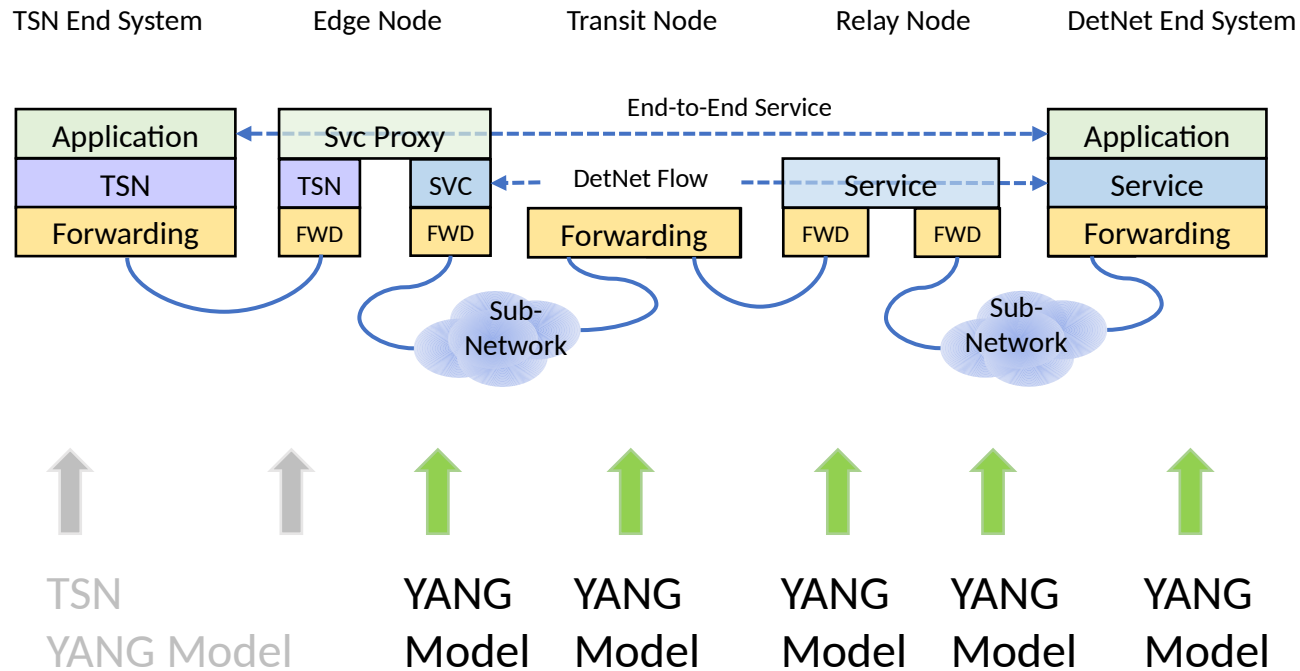 TSN End System
Edge Node
Transit Node
Relay Node
DetNet End System
End-to-End Service
Application
Svc Proxy
Application
TSN
TSN
SVC
DetNet Flow
Service
Service
Forwarding
FWD
FWD
Forwarding
FWD
FWD
Forwarding
Sub-
Network
Sub-
Network
TSN
YANG Model
YANG
Model
YANG
Model
YANG
Model
YANG
Model
YANG
Model